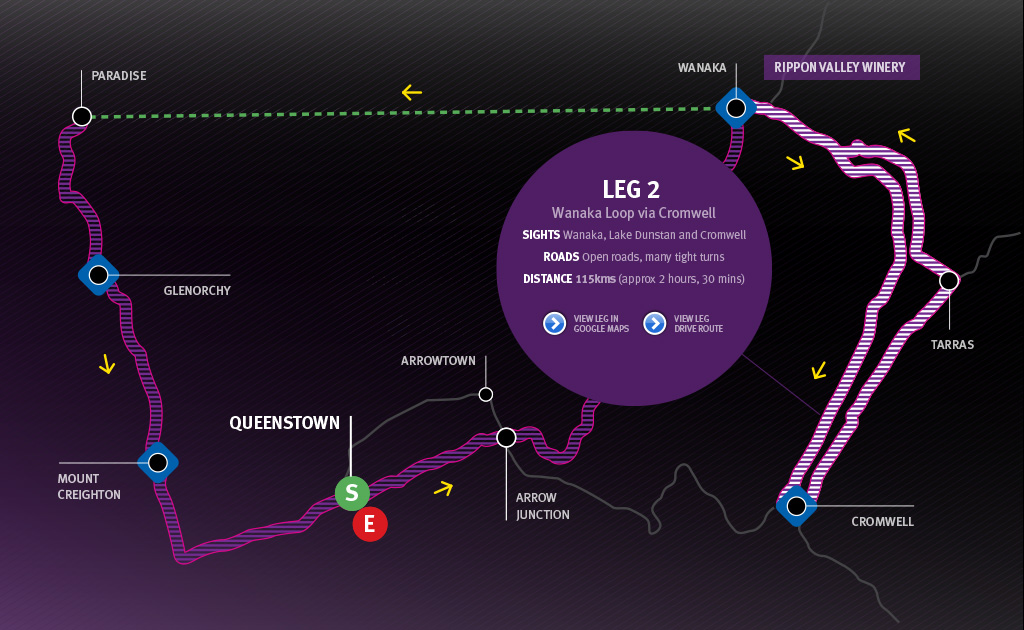 PARADISE
WANAKA
RIPPON VALLEY WINERY
LEG 2
Wanaka Loop via Cromwell
SIGHTS Wanaka, Lake Dunstan and Cromwell
ROADS Open roads, many tight turns
DISTANCE 115kms (approx 2 hours, 30 mins)
VIEW LEG IN
GOOGLE MAPS
VIEW LEG
DRIVE ROUTE
GLENORCHY
TARRAS
ARROWTOWN
QUEENSTOWN
MOUNT
CREIGHTON
S
E
ARROW
JUNCTION
CROMWELL